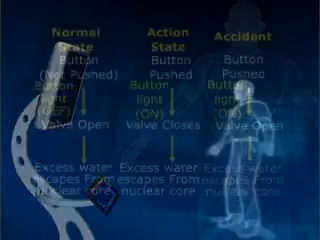 Normal
State
Action
State
Accident
Button
(Not Pushed)
Button
Pushed
Button
Pushed
Button
light
(OFF)
Button
light
(ON)
Button
light
(ON)
Valve Open
Valve Closes
Valve Open
Excess water
escapes From
nuclear core
Excess water
escapes From
nuclear core
Excess water
escapes From
nuclear core